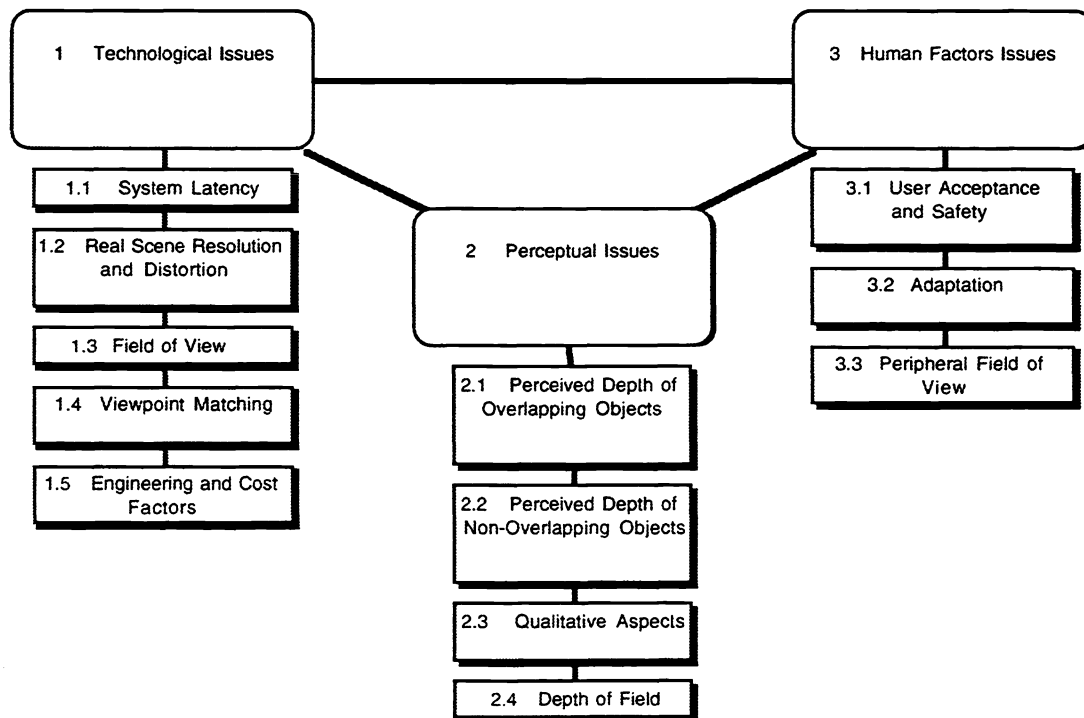 1 Technological Issues
1.1 System Latency
1.2 Real Scene Resolution
and Distortion
1.3 Field of View
1.4 Viewpoint Matching
1.5 Engineering and Cost
Factors
2 Perceptual Issues
2.1 Perceived Depth of
Overlapping Objects
2.2 Perceived Depth of
Non-Overlapping Objects
2.3 Qualitative Aspects
2.4 Depth of Field
3 Human Factors Issues
3.1 User Acceptance
and Safety
3.2 Adaptation
3.3 Peripheral Field of
View